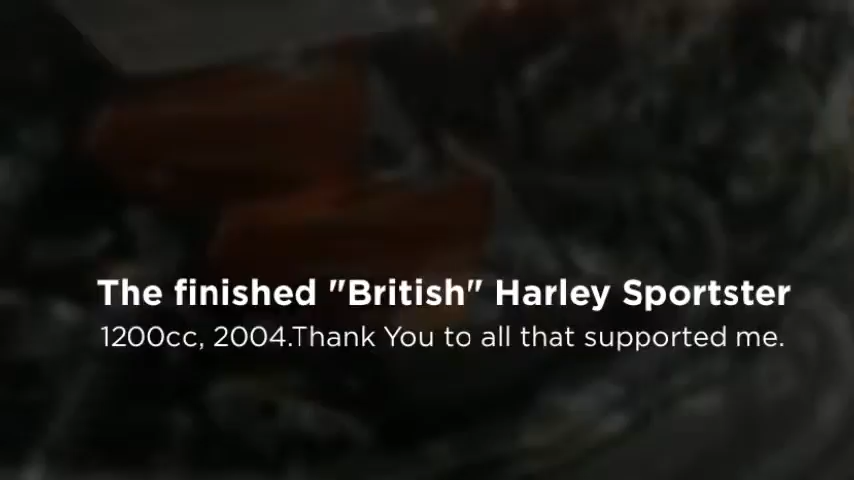 The finished "British" Harley Sportster
1200cc, 2004.Thank You to all that supported me.